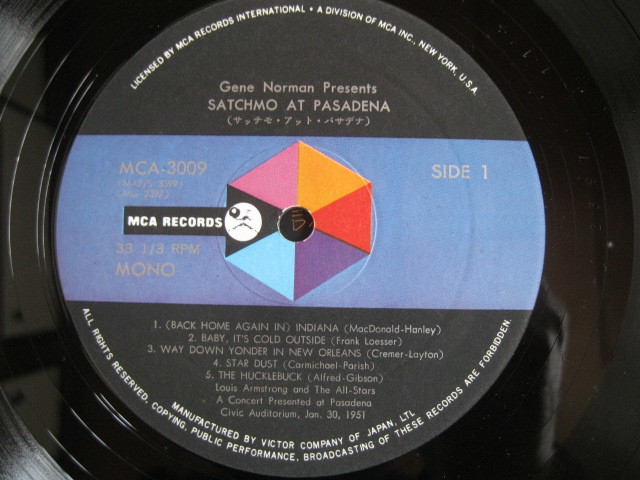 LICENSED BY MCA RECORDS INTERNATIONAL • A DIVISION OF MCA INC., NEW YORK, U.S.A.
Gene Norman Presents
SATCHMO AT PASADENA
(サッチモ・アット・パサデナ)
MCA-3009
SIDE 1
MCA RECORDS
33 1/3 RPM
MONO
1. (BACK HOME AGAIN IN) INDIANA (MacDonald-Hanley)
2. BABY, IT'S COLD OUTSIDE (Frank Loesser)
3. WAY DOWN YONDER IN NEW ORLEANS (Cremer-Layton)
4. STAR DUST (Carmichael-Parish)
5. THE HUCKLEBUCK (Alfred-Gibson)
Louis Armstrong and The All-Stars
A Concert Presented at Pasadena
Civic Auditorium, Jan. 30, 1951
MANUFACTURED BY VICTOR COMPANY OF JAPAN, LTD.
ALL RIGHTS RESERVED. COPYING, PUBLIC PERFORMANCE, BROADCASTING OF THESE RECORDS ARE FORBIDDEN.